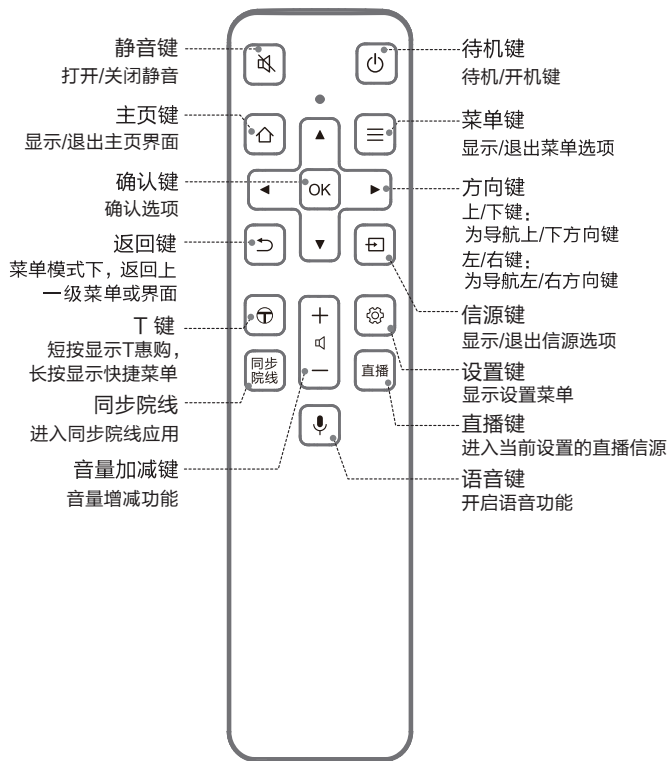 静音键
打开/关闭静音
主页键
显示/退出主页界面
确认键
确认选项
返回键
菜单模式下，返回上
一级菜单或界面
T 键
短按显示T惠购，
长按显示快捷菜单
同步院线
进入同步院线应用
音量加减键
音量增减功能
OK
同步
院线
直播
待机键
待机/开机键
菜单键
显示/退出菜单选项
方向键
上/下键：
为导航上/下方向键
左/右键：
为导航左/右方向键
信源键
显示/退出信源选项
设置键
显示设置菜单
直播键
进入当前设置的直播信源
语音键
开启语音功能